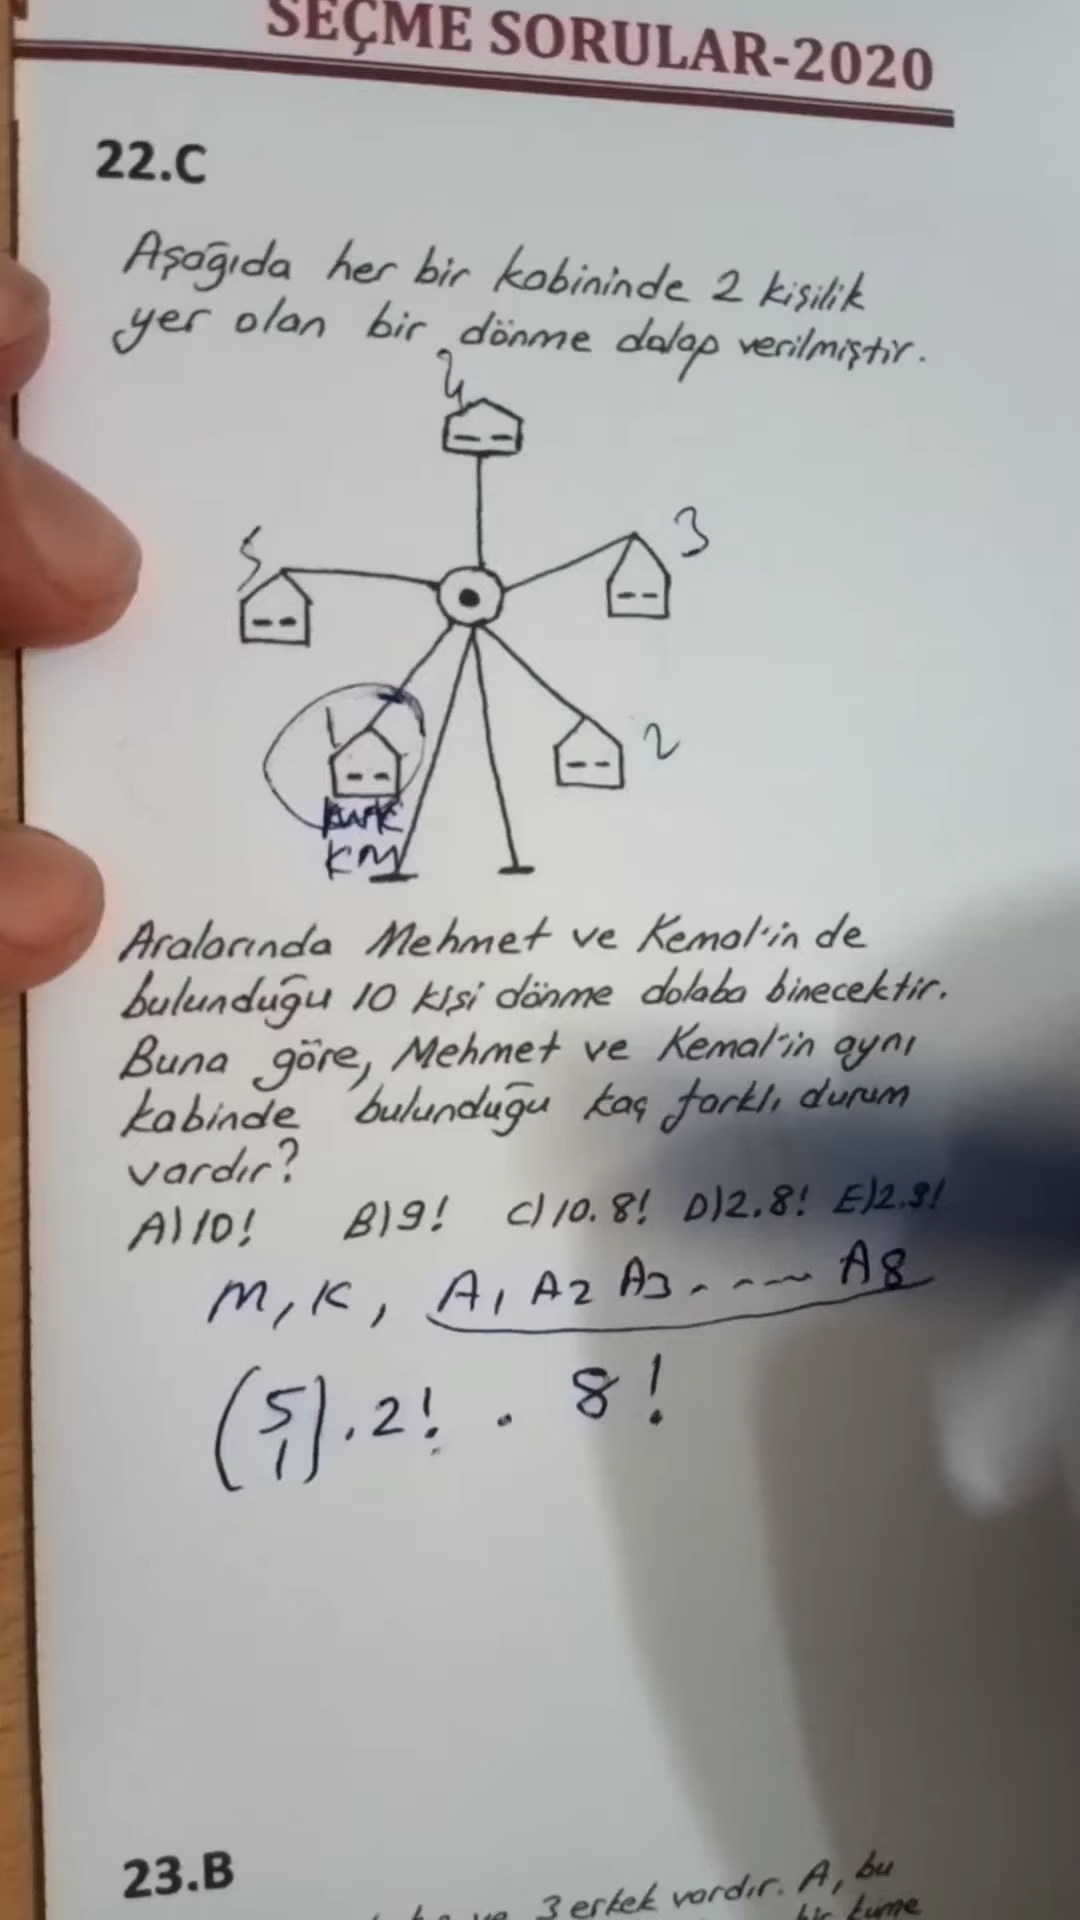 SEÇME SORULAR-2020
22.C
Aşağıda her bir kabininde 2 kişilik
yer olan bir dönme dolap verilmiştir.
4
5
3
1
2
KM
Aralarında Mehmet ve Kemal'in de
bulunduğu 10 kişi dönme dolaba binecektir.
Buna göre, Mehmet ve Kemal'in aynı
kabinde bulunduğu kaç farklı durum
vardır?
A) 10! B) 9! C) 10.8! D) 2.8! E) 2.9!
M, K, A1 A2 A3 . - - - A8
(5 1) . 2! . 8!
23.B
3 erkek vardır. A, bu
bir küme